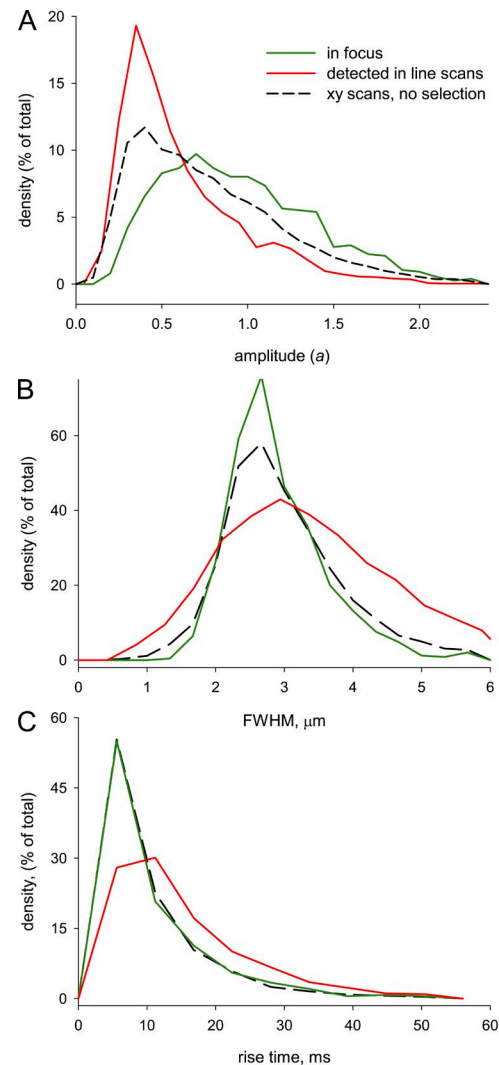 A
20
15
10
5
0
density (% of total)
in focus
detected in line scans
xy scans, no selection
0.0 0.5 1.0 1.5 2.0
amplitude (a)
B
60
40
20
0
density (% of total)
0 1 2 3 4 5 6
FWHM, μm
C
60
45
30
15
0
density, (% of total)
0 10 20 30 40 50 60
rise time, ms